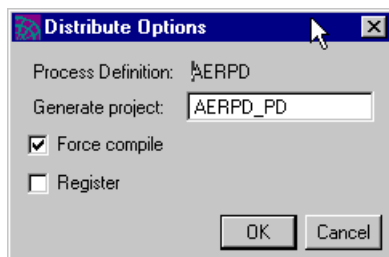 Distribute Options
Process Definition: AERPD
Generate project: AERPD_PD
Force compile
Register
OK Cancel